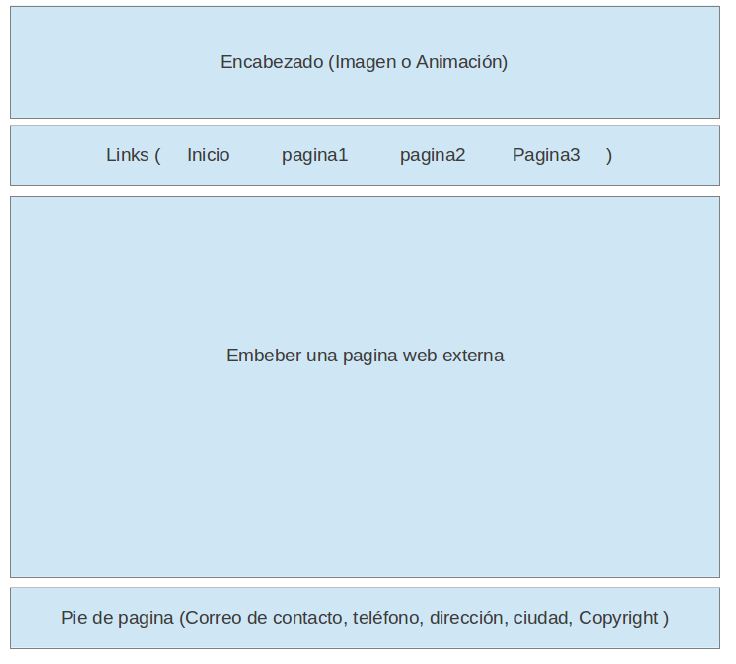 Encabezado (Imagen o Animación)
Links ( Inicio pagina1 pagina2 Pagina3 )
Embeber una pagina web externa
Pie de pagina (Correo de contacto, teléfono, dirección, ciudad, Copyright )